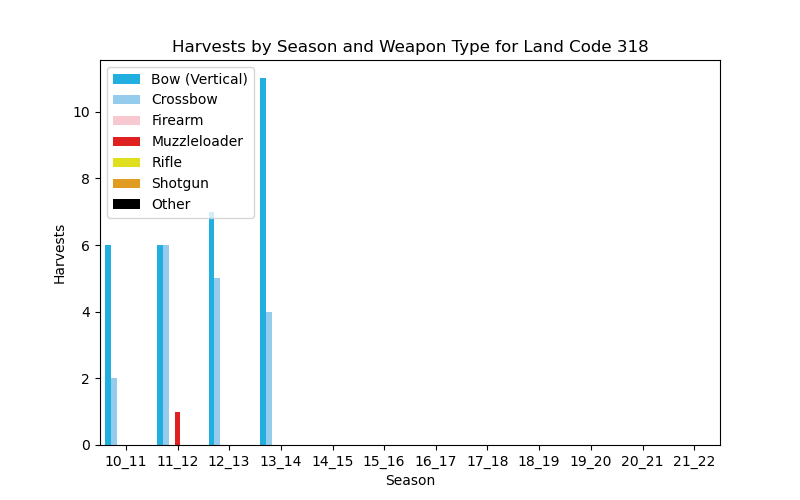 Harvests by Season and Weapon Type for Land Code 318
Bow (Vertical)
Crossbow
Firearm
Muzzleloader
Rifle
Shotgun
Other
Harvests
10
8
6
4
2
0
10_11 11_12 12_13 13_14 14_15 15_16 16_17 17_18 18_19 19_20 20_21 21_22
Season